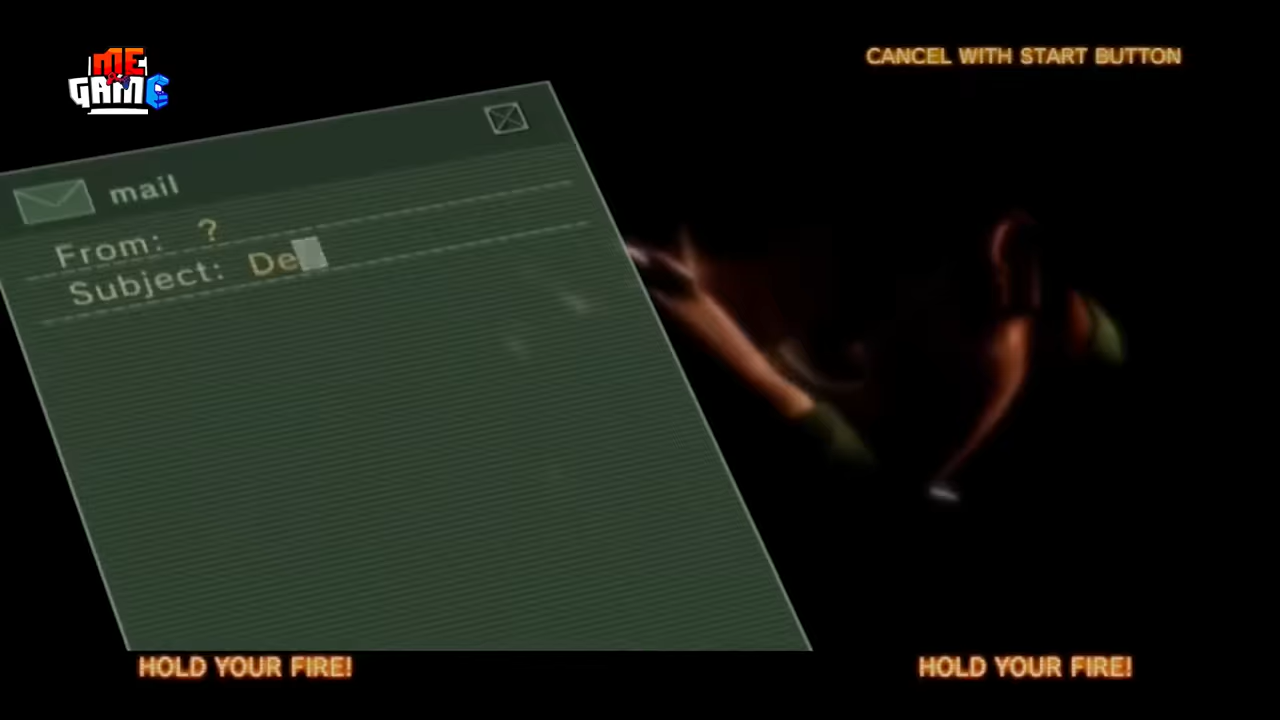 ME
GAME
CANCEL WITH START BUTTON
mail
From: ?
Subject: De
HOLD YOUR FIRE!
HOLD YOUR FIRE!